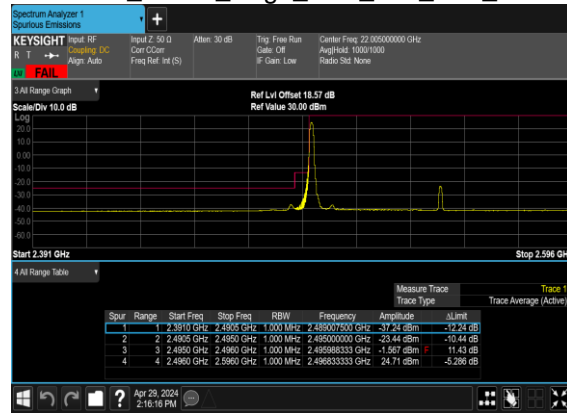 Spectrum Analyzer 1
Spurious Emissions
+
KEYSIGHT Input: RF Input Z: 50 Ω Atten: 30 dB Trig: Free Run Center Freq: 22.005000000 GHz
R T Coupling: DC Corr CCorr Gate: Off Avg|Hold: 1000/1000
Align: Auto Freq Ref: Int (S) IF Gain: Low Radio Std: None
FAIL
3 All Range Graph
Ref Lvl Offset 18.57 dB
Scale/Div 10.0 dB Ref Value 30.00 dBm
Log
20.0
10.0
0.00
-10.0
-20.0
-30.0
-40.0
-50.0
-60.0
Start 2.391 GHz Stop 2.596 GHz
4 All Range Table
Measure Trace Trace 1
Trace Type Trace Average (Active)
Spur Range Start Freq Stop Freq RBW Frequency Amplitude ΔLimit
1 1 2.3910 GHz 2.4905 GHz 1.000 MHz 2.489007500 GHz -37.24 dBm -12.24 dB
2 2 2.4905 GHz 2.4950 GHz 1.000 MHz 2.495000000 GHz -23.44 dBm -10.44 dB
3 3 2.4950 GHz 2.4960 GHz 1.000 MHz 2.495988333 GHz -1.567 dBm F 11.43 dB
4 4 2.4960 GHz 2.5960 GHz 1.000 MHz 2.496833333 GHz 24.71 dBm -5.286 dB
? Apr 29, 2024
2:16:16 PM